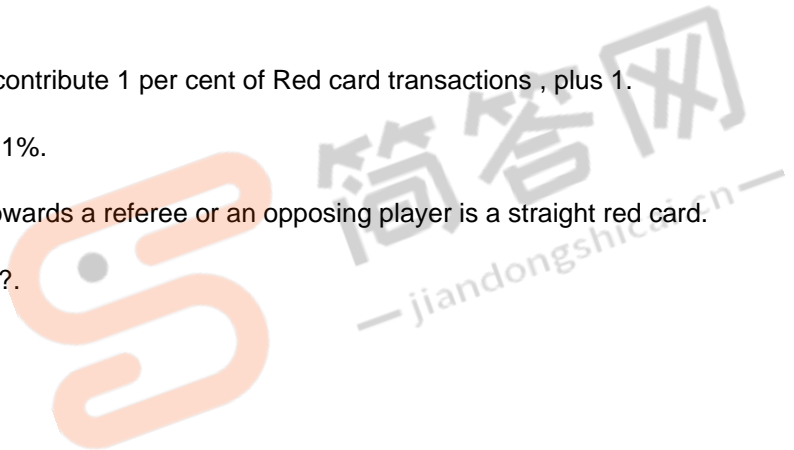 contribute 1 per cent of Red card transactions , plus 1.
1%.
owards a referee or an opposing player is a straight red card.
?.
简答网
jiandongshicai.cn